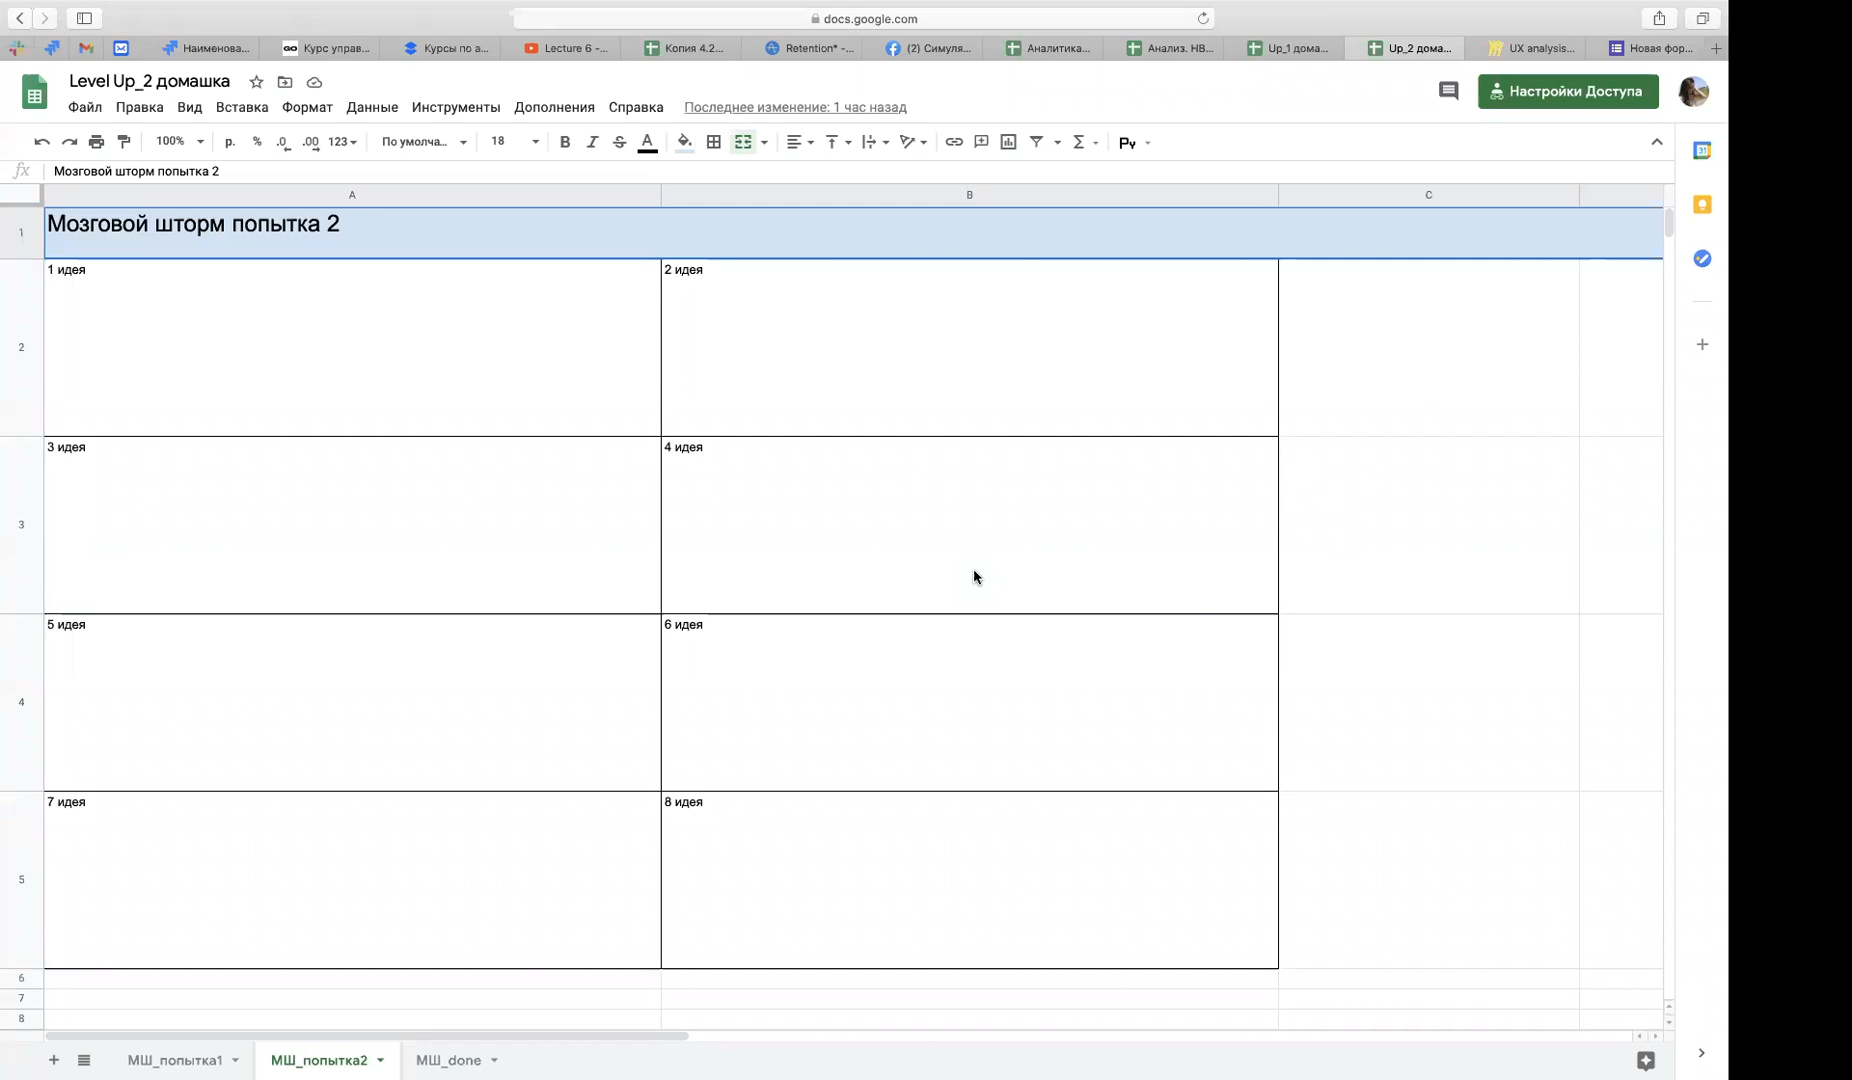 docs.google.com
Наименова...
Курс управ...
Курсы по а...
Lecture 6 –...
Копия 4.2...
Retention* -...
(2) Симуля...
Аналитика...
Анализ. HB...
Up_1 дома...
Up_2 дома...
UX analysis...
Новая фор...
Level Up_2 домашка
Файл Правка Вид Вставка Формат Данные Инструменты Дополнения Справка Последнее изменение: 1 час назад
Настройки Доступа
100% р. % .0 .00 123 По умолча... 18 B I S A Σ
fx Мозговой шторм попытка 2
A B C
1 Мозговой шторм попытка 2
1 идея 2 идея
2
3 идея 4 идея
3
5 идея 6 идея
4
7 идея 8 идея
5
6
7
8
МШ_попытка1 МШ_попытка2 МШ_done